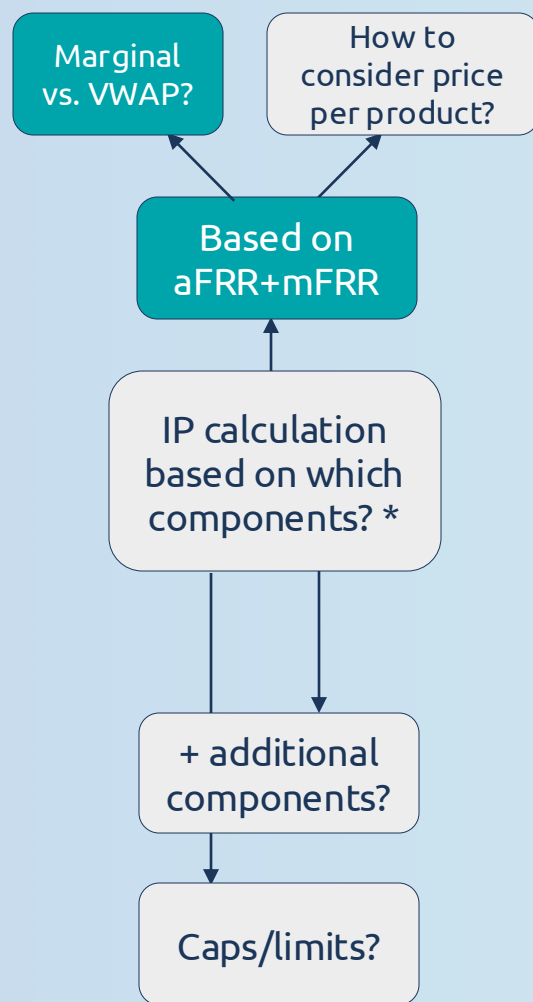 Marginal
vs. VWAP?
How to
consider price
per product?
Based on
aFRR+mFRR
IP calculation
based on which
components? *
+ additional
components?
Caps/limits?